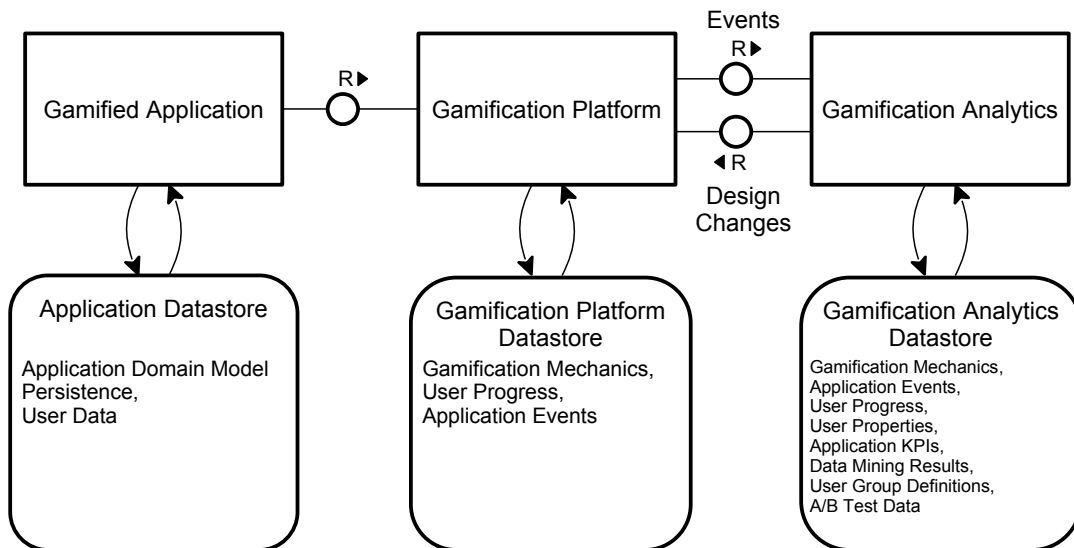 Events
R
R
Gamified Application
Gamification Platform
Gamification Analytics
R
Design
Changes
Application Datastore
Application Domain Model
Persistence,
User Data
Gamification Platform
Datastore
Gamification Mechanics,
User Progress,
Application Events
Gamification Analytics
Datastore
Gamification Mechanics,
Application Events,
User Progress,
User Properties,
Application KPIs,
Data Mining Results,
User Group Definitions,
A/B Test Data